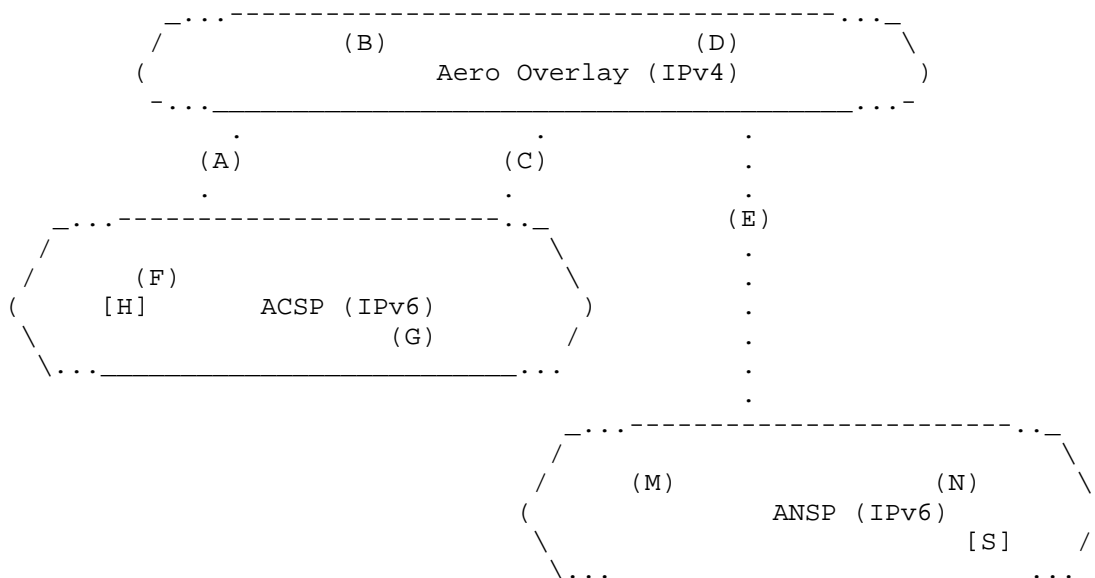 (B) (D)
Aero Overlay (IPv4)
(A) (C)
(E)
(F)
[H] ACSP (IPv6)
(G)
(M) (N)
ANSP (IPv6)
[S]